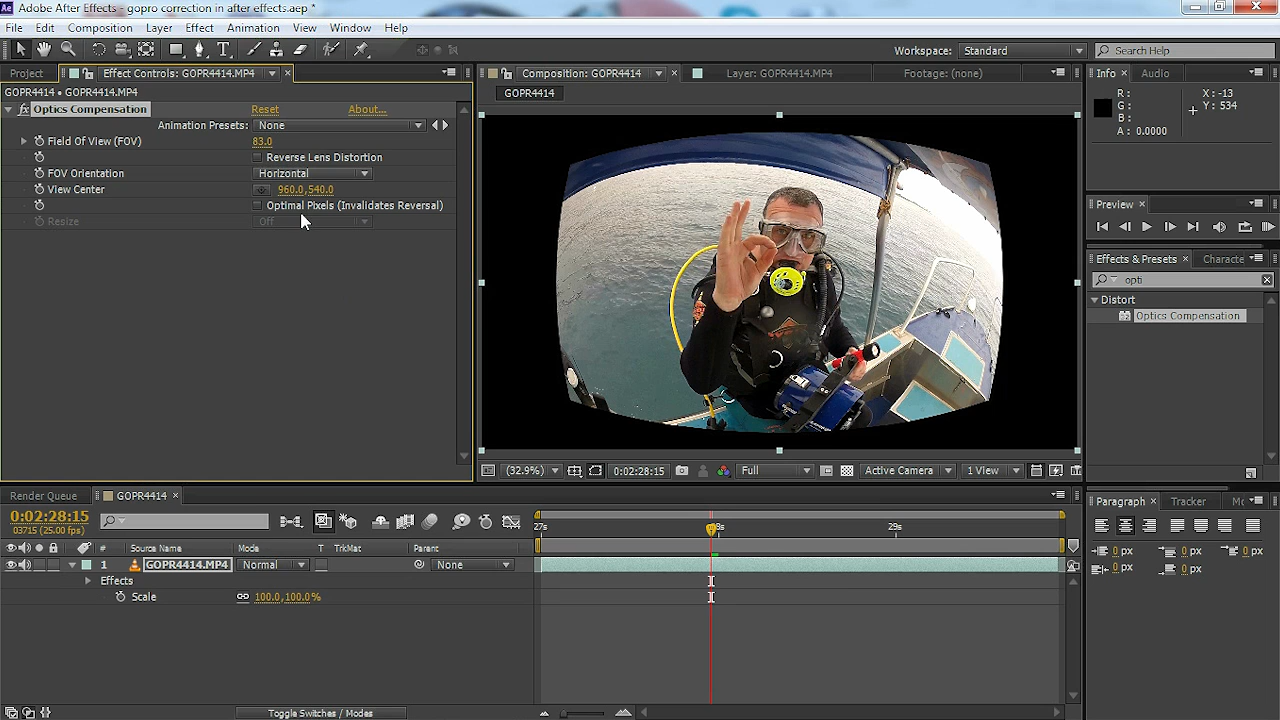 Adobe After Effects - gopro correction in after effects.aep *
File Edit Composition Layer Effect Animation View Window Help
Workspace: Standard Search Help
Project Effect Controls: GOPR4414.MP4 Composition: GOPR4414 Layer: GOPR4414.MP4 Footage: (none) Info Audio
GOPR4414 • GOPR4414.MP4
GOPR4414
R :
G :
B :
A : 0.0000
X : -13
Y : 534
fx Optics Compensation Reset About...
Animation Presets: None
Field Of View (FOV) 83.0
Reverse Lens Distortion
FOV Orientation Horizontal
View Center 960.0,540.0
Optimal Pixels (Invalidates Reversal)
Resize Off
Preview
Effects & Presets Characte
opti
Distort
Optics Compensation
(32.9%) 0:02:28:15 Full Active Camera 1 View
Render Queue GOPR4414
0:02:28:15
03715 (25.00 fps)
27s 8s 29s
# Source Name Mode T TrkMat Parent
1 GOPR4414.MP4 Normal None
Effects
Scale 100.0,100.0%
Toggle Switches / Modes
Paragraph Tracker
0 px 0 px 0 px
0 px 0 px